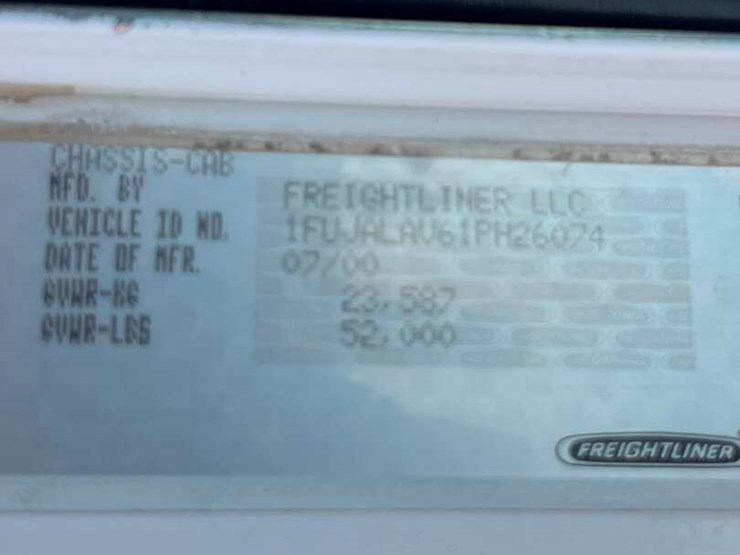 CHASSIS-CAB
MFD. BY FREIGHTLINER LLC
VEHICLE ID NO. 1FUJALAV61PH26074
DATE OF MFR. 07/00
GVWR-KG 23,587
GVWR-LBS 52,000
FREIGHTLINER